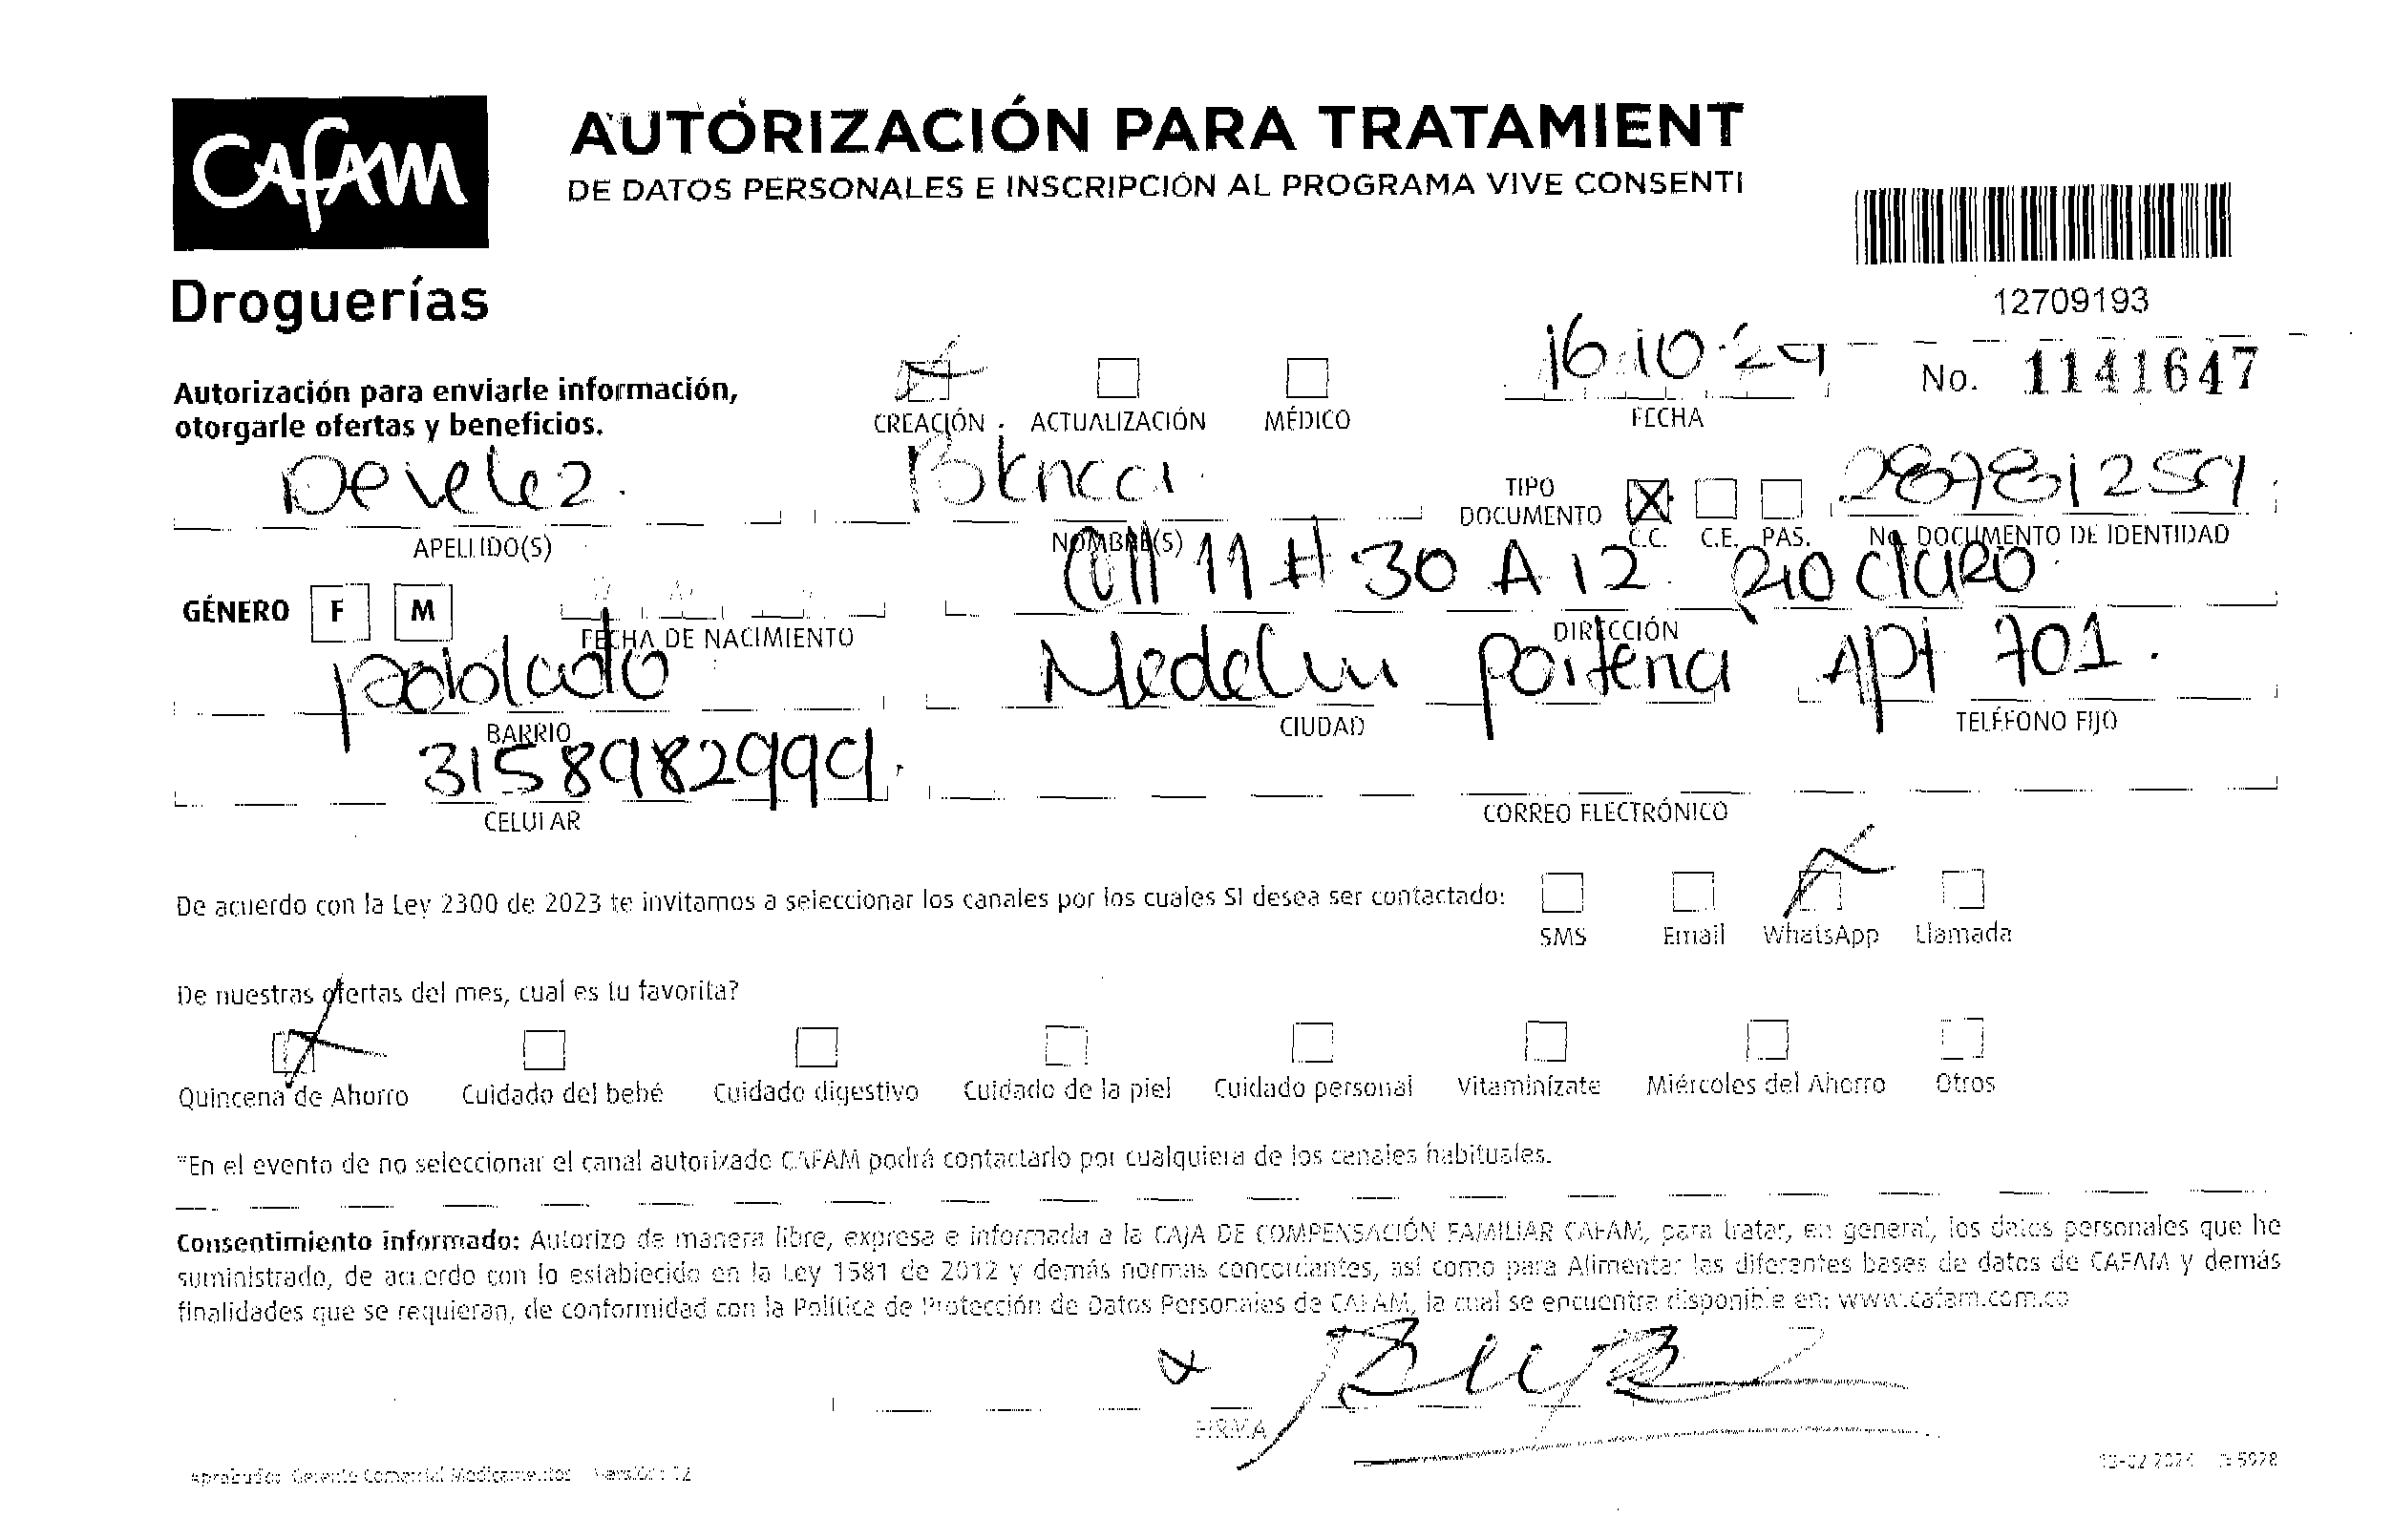 CAFAM
Droguerías
AUTORIZACIÓN PARA TRATAMIENT
DE DATOS PERSONALES E INSCRIPCIÓN AL PROGRAMA VIVE CONSENTI
12709193
Autorización para enviarle información,
otorgarle ofertas y beneficios.
CREACIÓN ACTUALIZACIÓN MÉDICO
16 10 24
FECHA
No. 1141647
Develez. Blanca
TIPO DOCUMENTO C.C. C.E. PAS.
28781259
APELLIDO(S) NOMBRE(S) No. DOCUMENTO DE IDENTIDAD
Cll 11 # 30 A 12. Rio Claro
GÉNERO F M FECHA DE NACIMIENTO DIRECCIÓN
poblado Medellin porteria Apt 701.
BARRIO CIUDAD TELÉFONO FIJO
3158982999.
CELULAR CORREO ELECTRÓNICO
De acuerdo con la Ley 2300 de 2023 te invitamos a seleccionar los canales por los cuales SI desea ser contactado:
SMS Email WhatsApp Llamada
De nuestras ofertas del mes, cual es tu favorita?
Quincena de Ahorro Cuidado del bebé Cuidado digestivo Cuidado de la piel Cuidado personal Vitamínizate Miércoles del Ahorro Otros
*En el evento de no seleccionar el canal autorizado CAFAM podrá contactarlo por cualquiera de los canales habituales.
Consentimiento informado: Autorizo de manera libre, expresa e informada a la CAJA DE COMPENSACIÓN FAMILIAR CAFAM, para tratar, en general, los datos personales que he
suministrado, de acuerdo con lo establecido en la Ley 1581 de 2012 y demás normas concordantes, así como para Alimentar las diferentes bases de datos de CAFAM y demás
finalidades que se requieran, de conformidad con la Política de Protección de Datos Personales de CAFAM, la cual se encuentra disponible en: www.cafam.com.co
FIRMA
Aprobado: Gerente Comercial Medicamentos Versión: 12